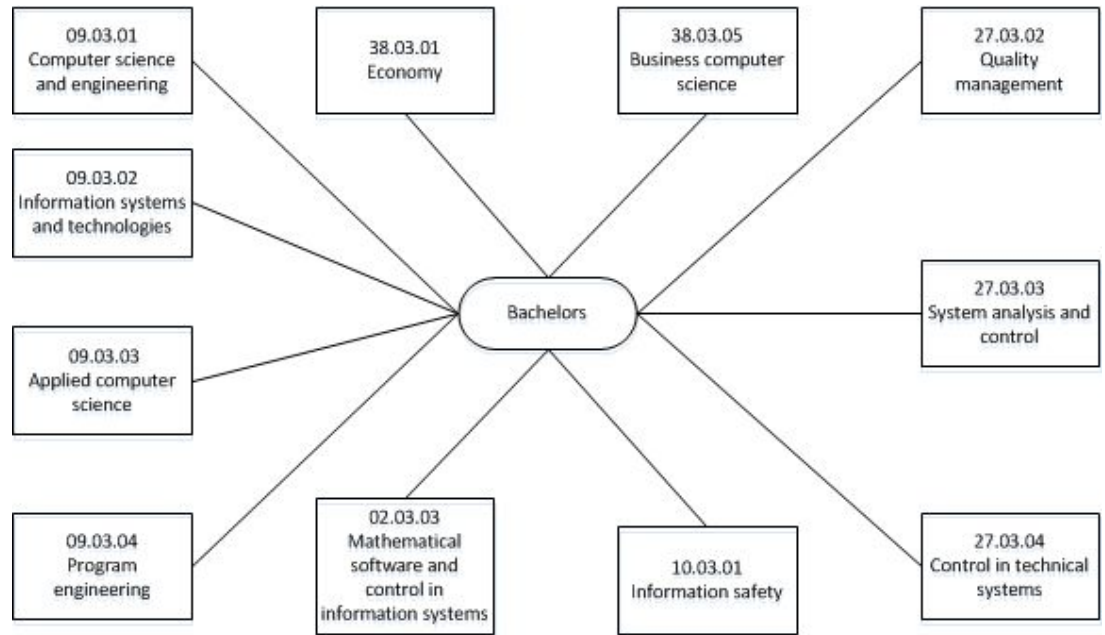 09.03.01
Computer science
and engineering
38.03.01
Economy
38.03.05
Business computer
science
27.03.02
Quality
management
09.03.02
Information systems
and technologies
Bachelors
27.03.03
System analysis and
control
09.03.03
Applied computer
science
09.03.04
Program
engineering
02.03.03
Mathematical
software and
control in
information systems
10.03.01
Information safety
27.03.04
Control in technical
systems